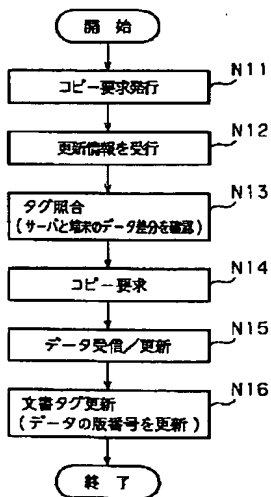 開 始
コピー要求発行
N11
更新情報を受行
N12
タグ照合
(サーバと端末のデータ差分を確認)
N13
コピー要求
N14
データ受信/更新
N15
文書タグ更新
(データの版番号を更新)
N16
終 了